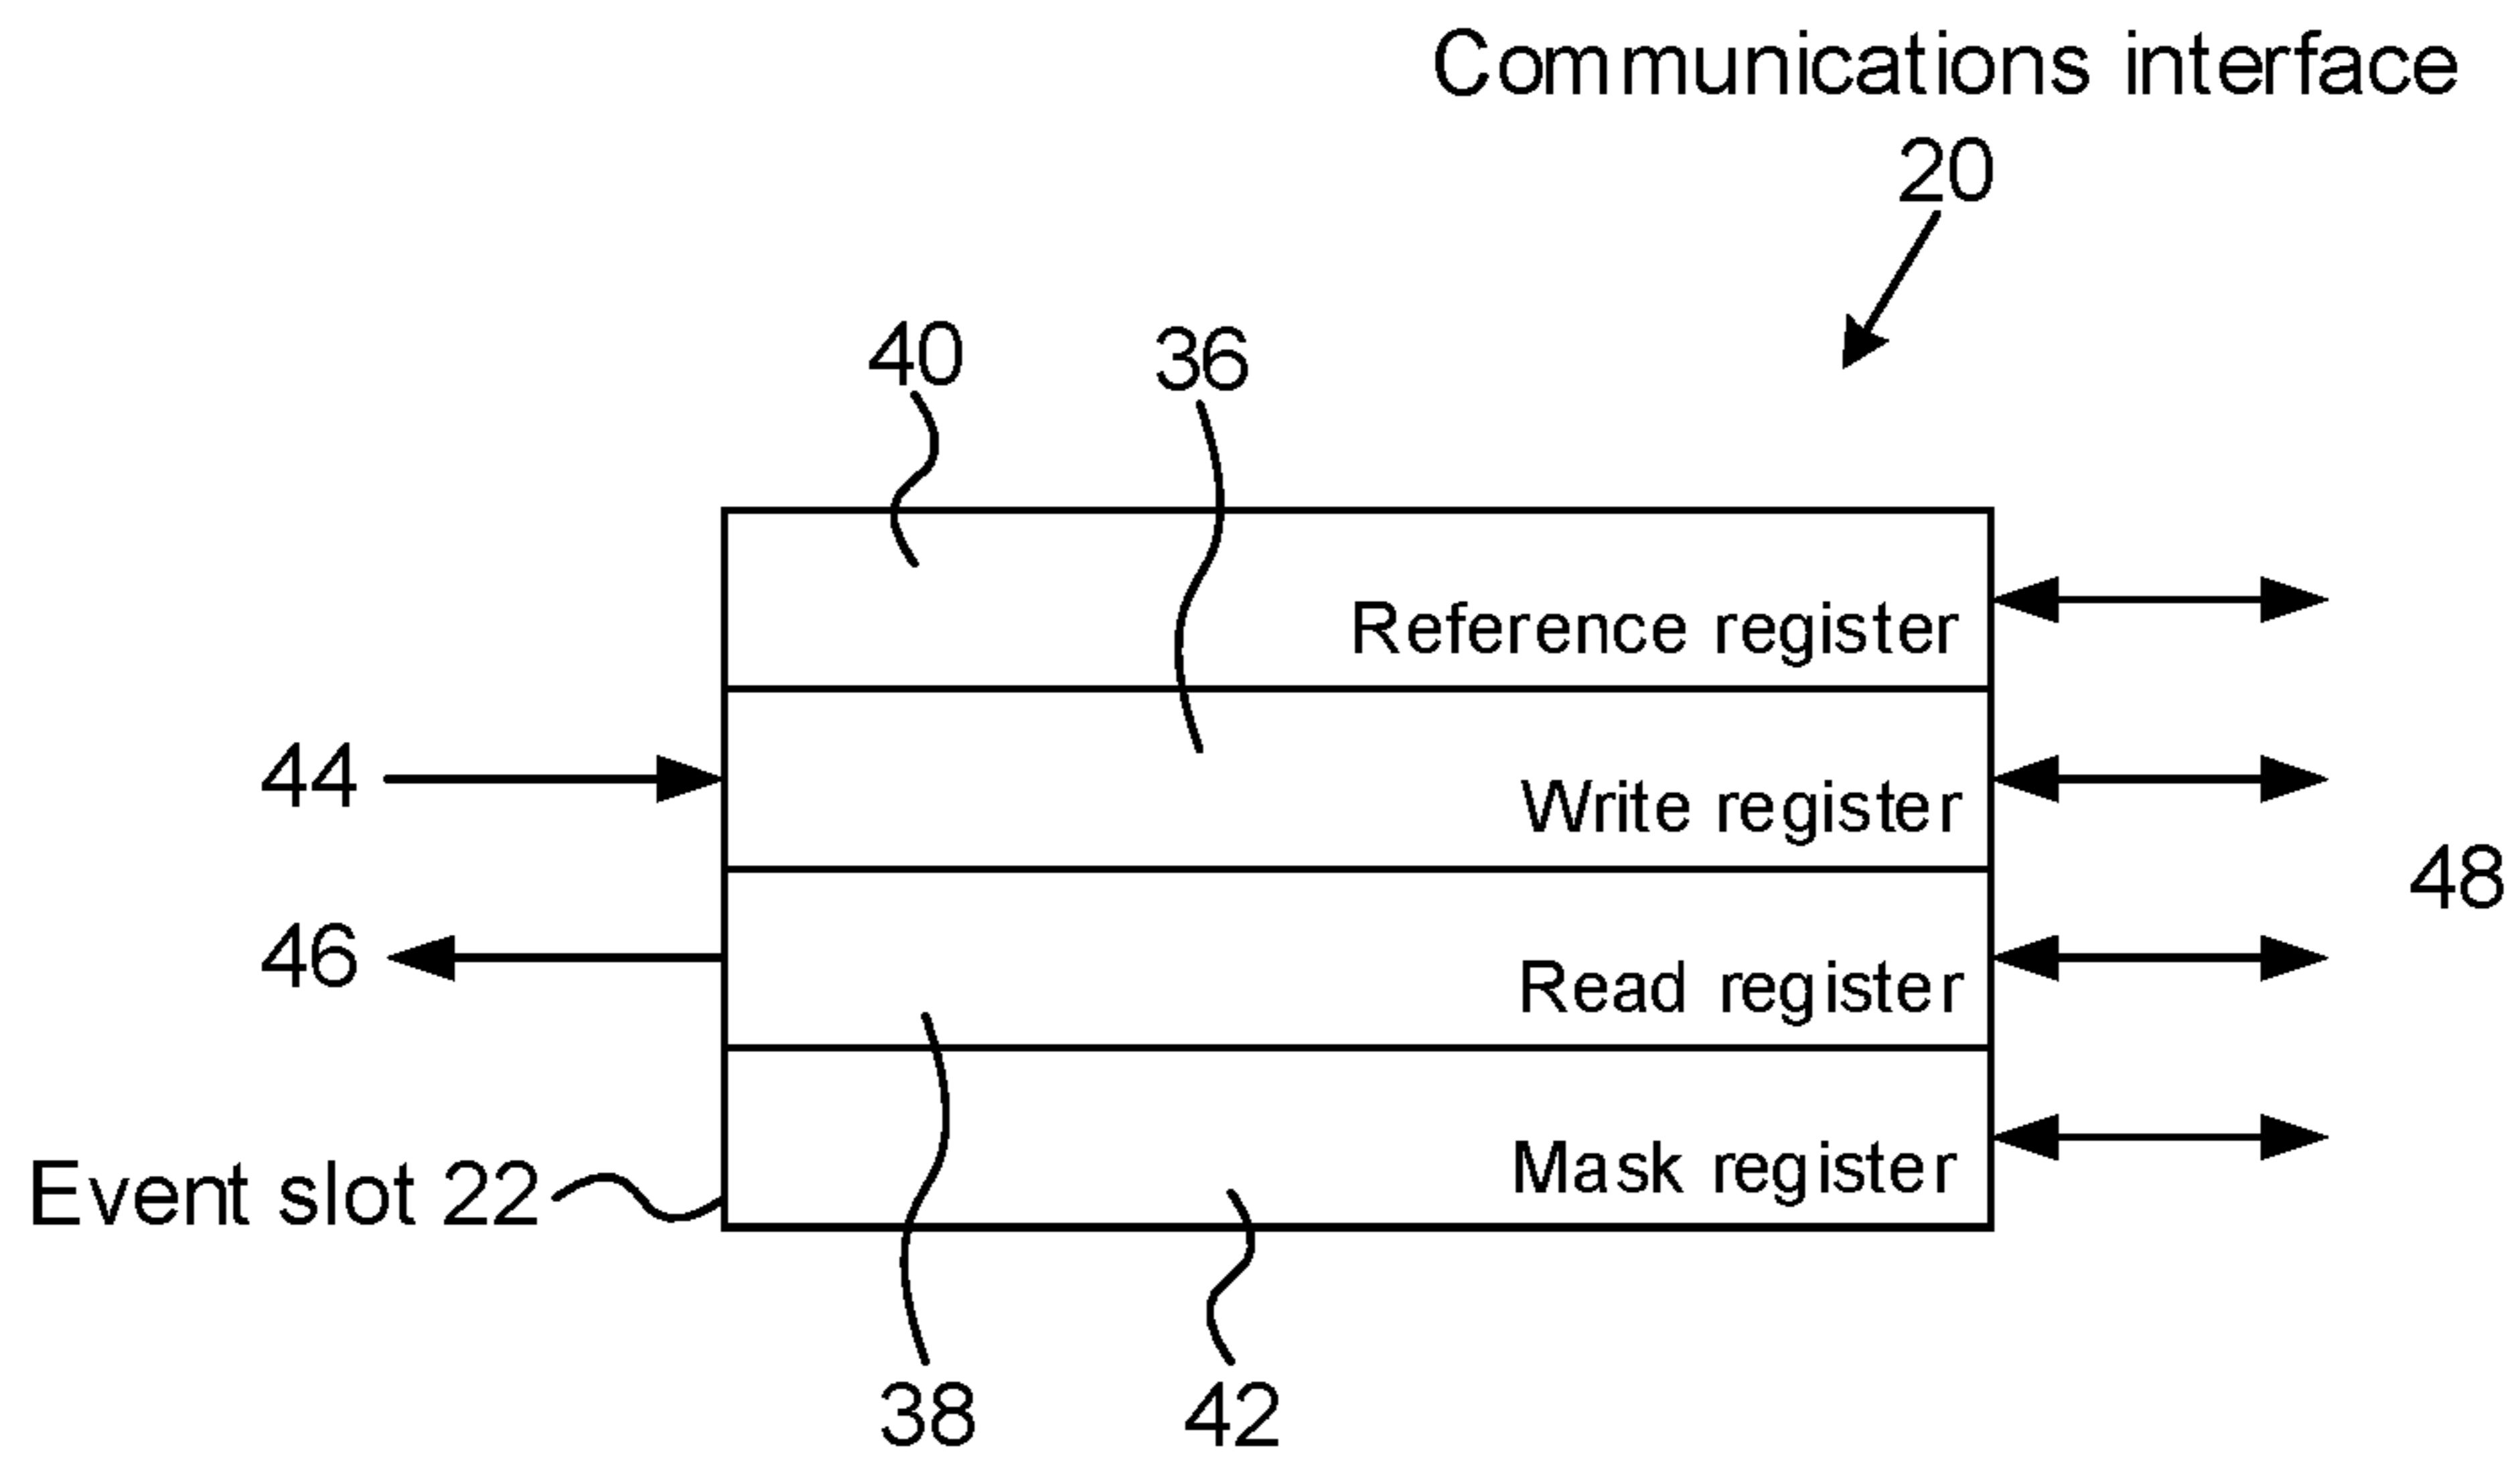 Communications interface
20
40
36
Reference register
44
Write register
48
46
Read register
Event slot 22
Mask register
38
42